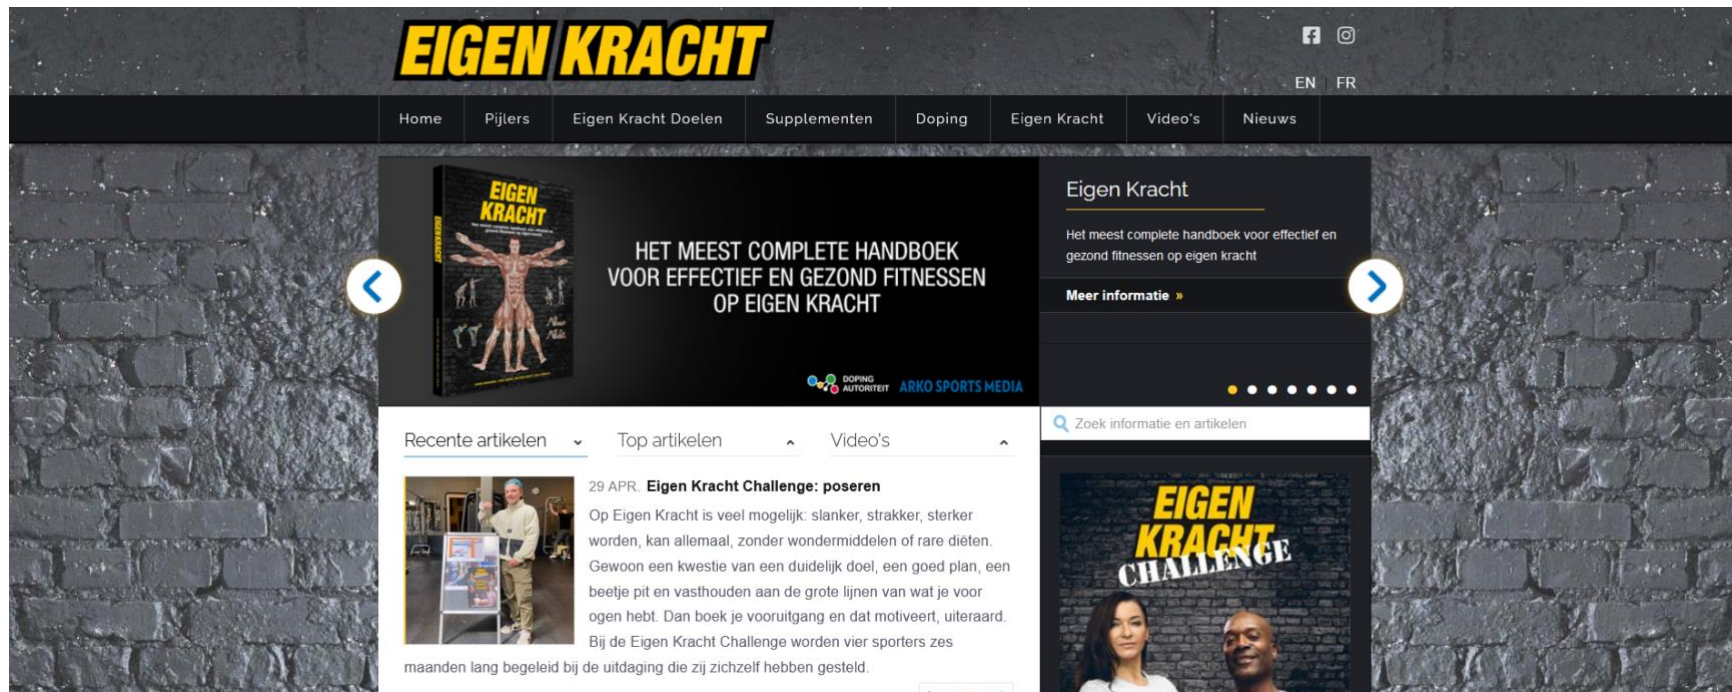 EIGEN KRACHT
EN | FR
Home
Pijlers
Eigen Kracht Doelen
Supplementen
Doping
Eigen Kracht
Video's
Nieuws
EIGEN
KRACHT
EIGEN KRACHT
HET MEEST COMPLETE HANDBOEK
VOOR EFFECTIEF EN GEZOND FITNESSEN
OP EIGEN KRACHT
DOPING
AUTORITEIT
ARKO SPORTS MEDIA
Eigen Kracht
Het meest complete handboek voor effectief en
gezond fitnessen op eigen kracht
Meer informatie »
Zoek informatie en artikelen
Recente artikelen
Top artikelen
Video's
29 APR. Eigen Kracht Challenge: poseren
Op Eigen Kracht is veel mogelijk: slanker, strakker, sterker
worden, kan allemaal, zonder wondermiddelen of rare diëten.
Gewoon een kwestie van een duidelijk doel, een goed plan, een
beetje pit en vasthouden aan de grote lijnen van wat je voor
ogen hebt. Dan boek je vooruitgang en dat motiveert, uiteraard.
Bij de Eigen Kracht Challenge worden vier sporters zes
maanden lang begeleid bij de uitdaging die zij zichzelf hebben gesteld.
EIGEN
KRACHT
CHALLENGE